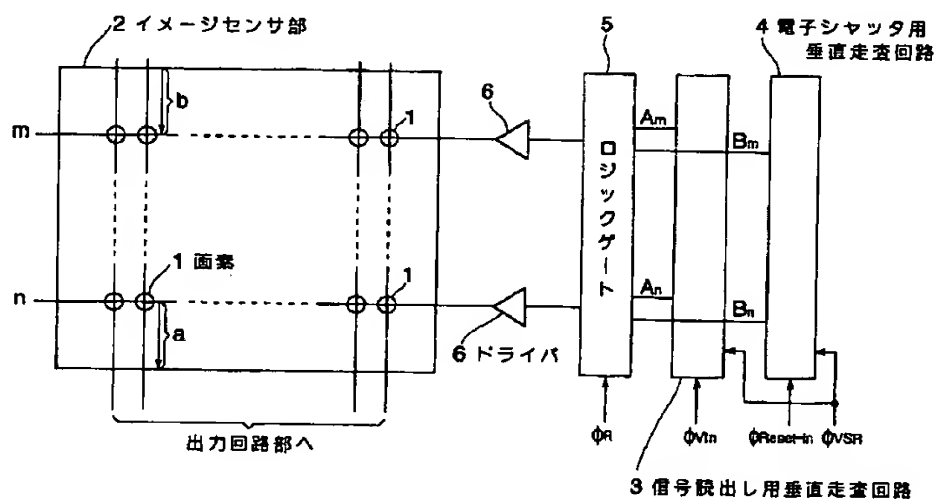 2 イメージセンサ部
5
4 電子シャッタ用
垂直走査回路
b
6
m
1
Am
Bm
ロジックゲート
1 画素
1
n
An
Bn
a
6 ドライバ
出力回路部へ
ΦR
ΦVin
ΦReset-in
ΦVSR
3 信号読出し用垂直走査回路